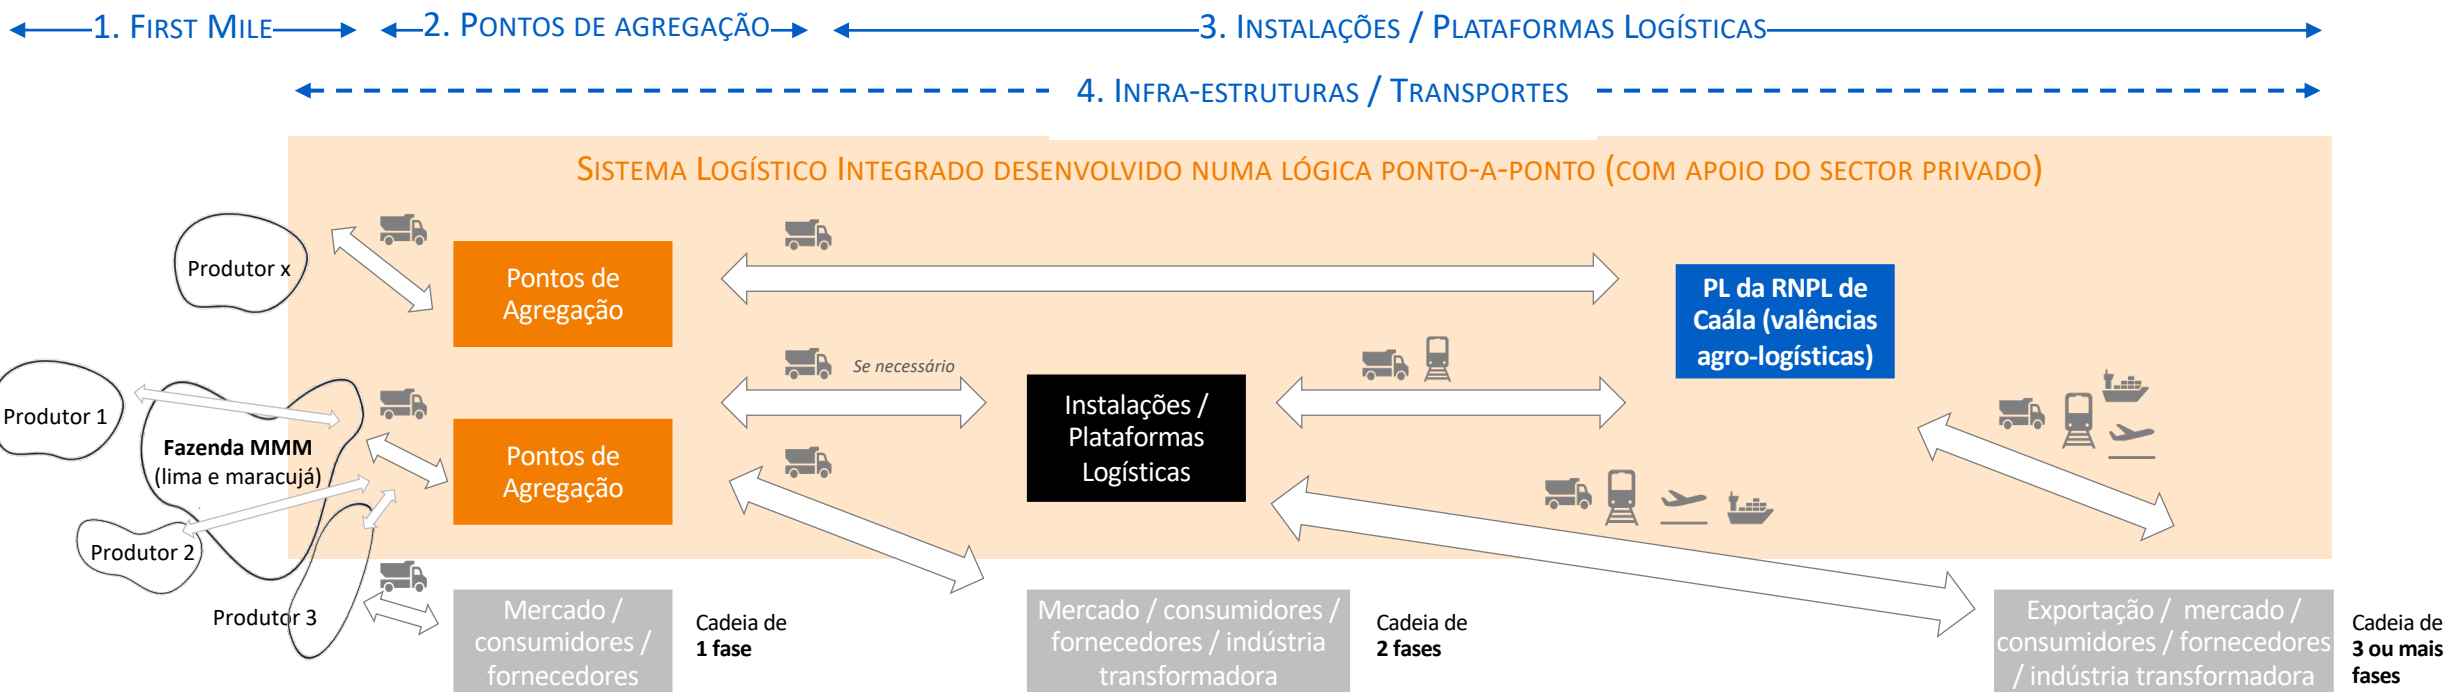 1. First Mile
2. Pontos de agregação
3. Instalações / Plataformas Logísticas
4. Infra-estruturas / Transportes
Sistema Logístico Integrado desenvolvido numa lógica ponto-a-ponto (com apoio do sector privado)
Produtor x
Pontos de
Agregação
PL da RNPL de
Caála (valências
agro-logísticas)
Se necessário
Produtor 1
Fazenda MMM
(lima e maracujá)
Pontos de
Agregação
Instalações /
Plataformas
Logísticas
Produtor 2
Produtor 3
Mercado /
consumidores /
fornecedores
Cadeia de
1 fase
Mercado / consumidores /
fornecedores / indústria
transformadora
Cadeia de
2 fases
Exportação / mercado /
consumidores / fornecedores
/ indústria transformadora
Cadeia de
3 ou mais
fases